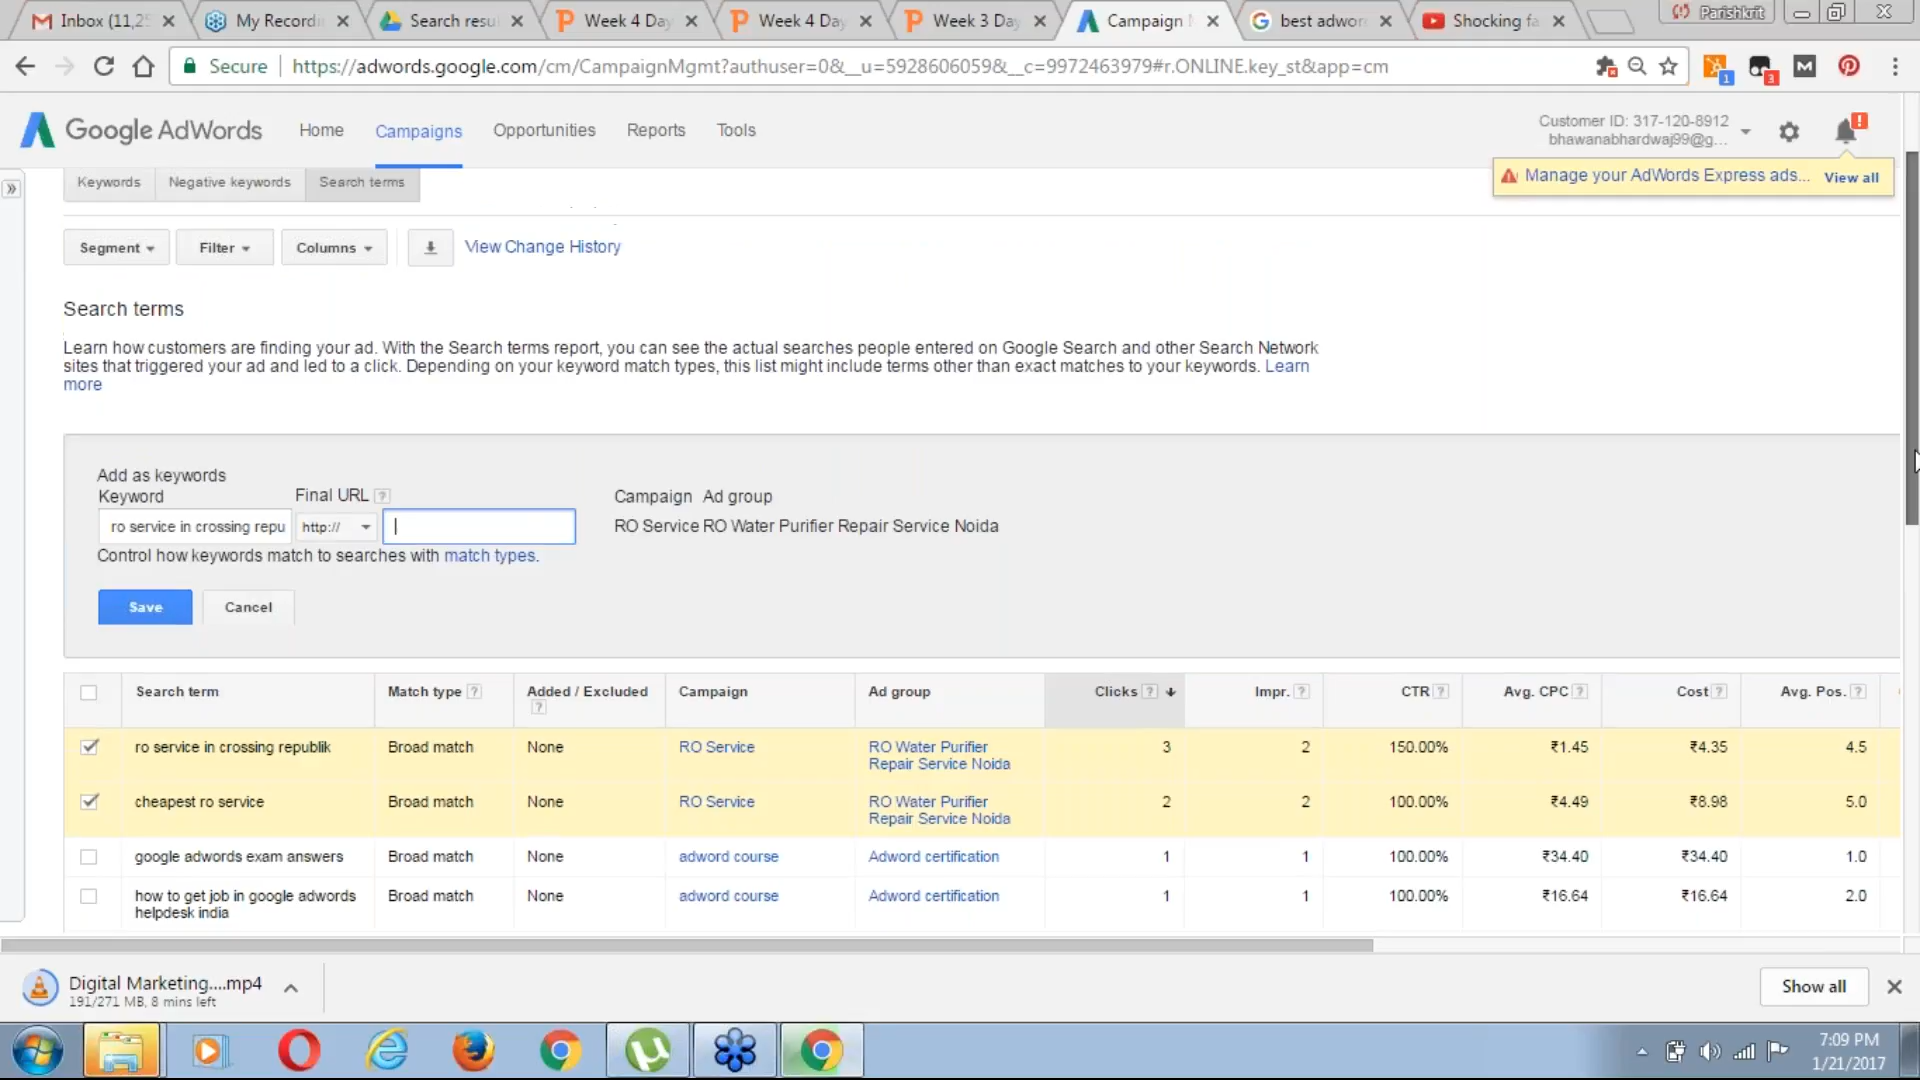 Inbox (11,25
My Recordi
Search resu
Week 4 Day
Week 4 Day
Week 3 Day
Campaign
best adwor
Shocking fa
Parishkrit
Secure
https://adwords.google.com/cm/CampaignMgmt?authuser=0&__u=5928606059&__c=9972463979#r.ONLINE.key_st&app=cm
1
3
Google AdWords
Home
Campaigns
Opportunities
Reports
Tools
Customer ID: 317-120-8912
bhawanabhardwaj99@g...
Manage your AdWords Express ads... View all
Keywords
Negative keywords
Search terms
Segment
Filter
Columns
View Change History
Search terms
Learn how customers are finding your ad. With the Search terms report, you can see the actual searches people entered on Google Search and other Search Network
sites that triggered your ad and led to a click. Depending on your keyword match types, this list might include terms other than exact matches to your keywords. Learn
more
Add as keywords
Keyword Final URL ? Campaign Ad group
ro service in crossing repu http:// RO Service RO Water Purifier Repair Service Noida
Control how keywords match to searches with match types.
Save Cancel
Search term Match type ? Added / Excluded ? Campaign Ad group Clicks ? Impr. ? CTR ? Avg. CPC ? Cost ? Avg. Pos. ?
ro service in crossing republik Broad match None RO Service RO Water Purifier 3 2 150.00% ₹1.45 ₹4.35 4.5
Repair Service Noida
cheapest ro service Broad match None RO Service RO Water Purifier 2 2 100.00% ₹4.49 ₹8.98 5.0
Repair Service Noida
google adwords exam answers Broad match None adword course Adword certification 1 1 100.00% ₹34.40 ₹34.40 1.0
how to get job in google adwords Broad match None adword course Adword certification 1 1 100.00% ₹16.64 ₹16.64 2.0
helpdesk india
Digital Marketing....mp4
191/271 MB, 8 mins left
Show all
7:09 PM
1/21/2017